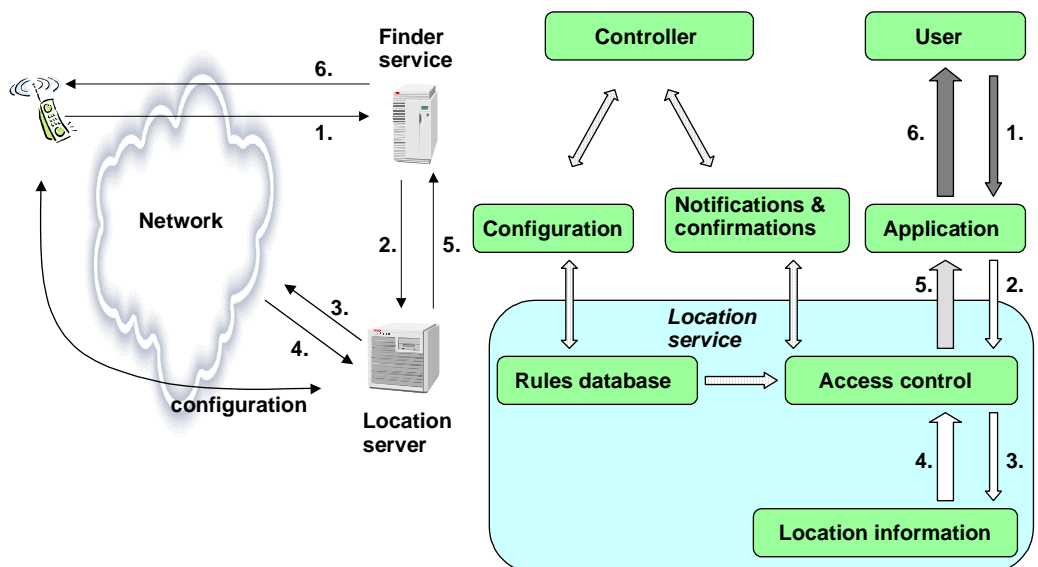 Finder
service
6.
1.
Network
2.
5.
3.
4.
configuration
Location
server
Controller
User
6.
1.
Configuration
Notifications &
confirmations
Application
5.
2.
Location
service
Rules database
Access control
4.
3.
Location information